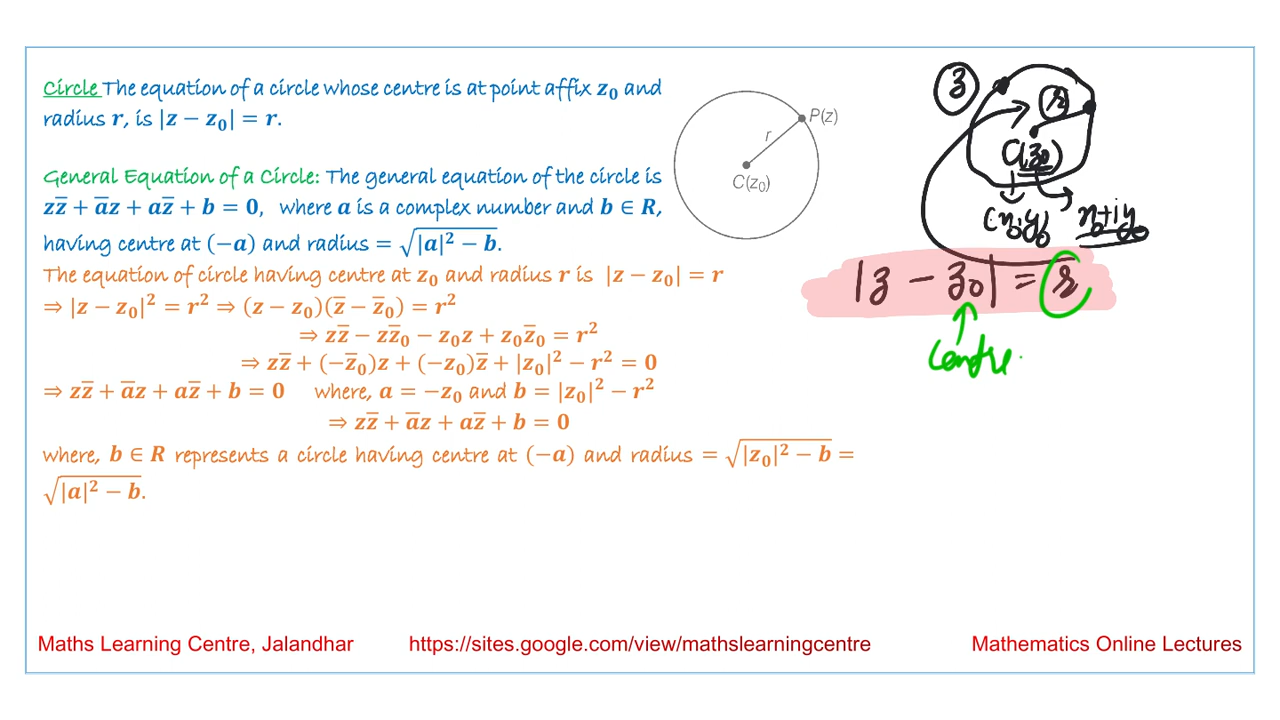 Circle The equation of a circle whose centre is at point affix z₀ and
radius r, is |z − z₀| = r.
General Equation of a Circle: The general equation of the circle is
zz̅ + a̅z + az̅ + b = 0, where a is a complex number and b ∈ R,
having centre at (−a) and radius = √(|a|² − b).
The equation of circle having centre at z₀ and radius r is |z − z₀| = r
⇒ |z − z₀|² = r² ⇒ (z − z₀)(z̅ − z̅₀) = r²
⇒ zz̅ − zz̅₀ − z₀z + z₀z̅₀ = r²
⇒ zz̅ + (−z̅₀)z + (−z₀)z̅ + |z₀|² − r² = 0
⇒ zz̅ + a̅z + az̅ + b = 0 where, a = −z₀ and b = |z₀|² − r²
⇒ zz̅ + a̅z + az̅ + b = 0
where, b ∈ R represents a circle having centre at (−a) and radius = √(|z₀|² − b) =
√(|a|² − b).
r
P(z)
C(z₀)
z
r
C(z₀)
(x₀, y₀)
x₀+iy₀
|z − z₀| = r
Centre
Maths Learning Centre, Jalandhar
https://sites.google.com/view/mathslearningcentre
Mathematics Online Lectures